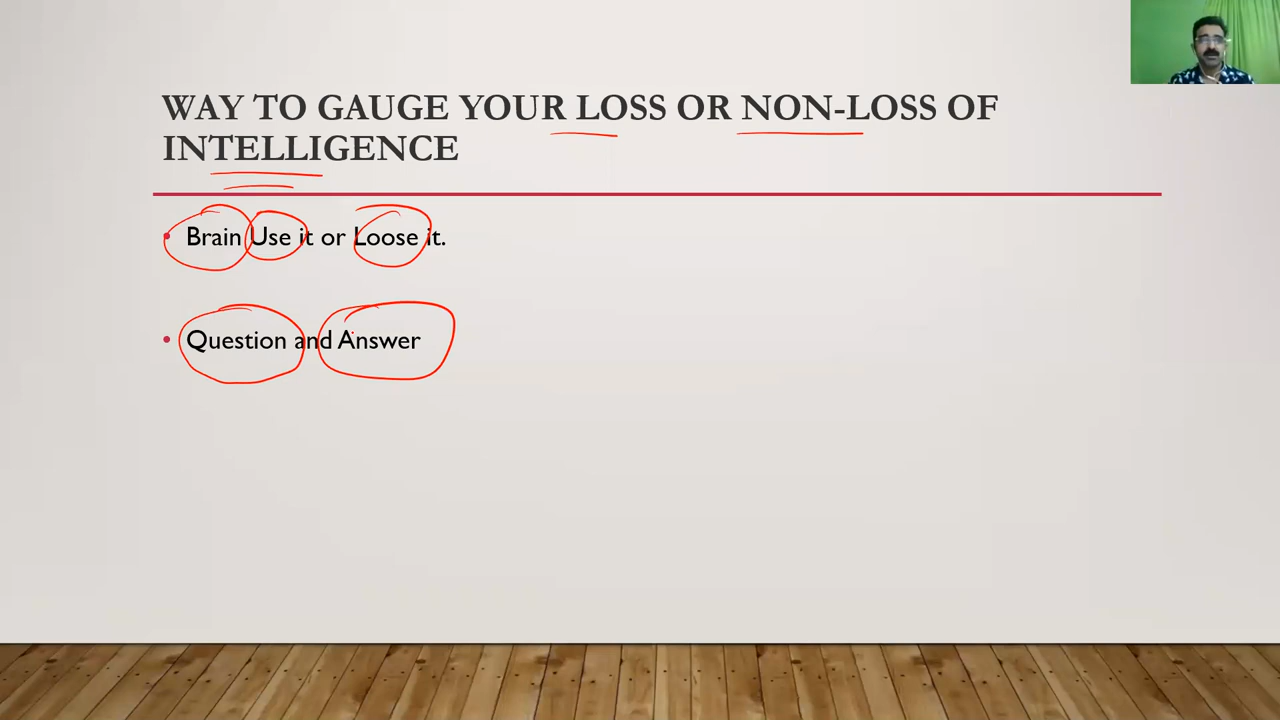 WAY TO GAUGE YOUR LOSS OR NON-LOSS OF
INTELLIGENCE
• Brain Use it or Loose it.
• Question and Answer